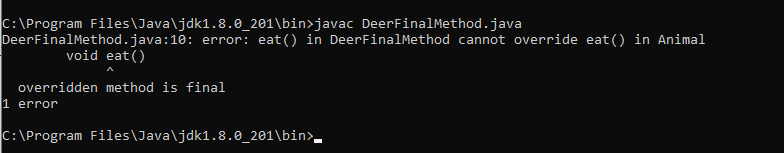 C:\Program Files\Java\jdk1.8.0_201\bin>javac DeerFinalMethod.java
DeerFinalMethod.java:10: error: eat() in DeerFinalMethod cannot override eat() in Animal
        void eat()
             ^
  overridden method is final
1 error
C:\Program Files\Java\jdk1.8.0_201\bin>